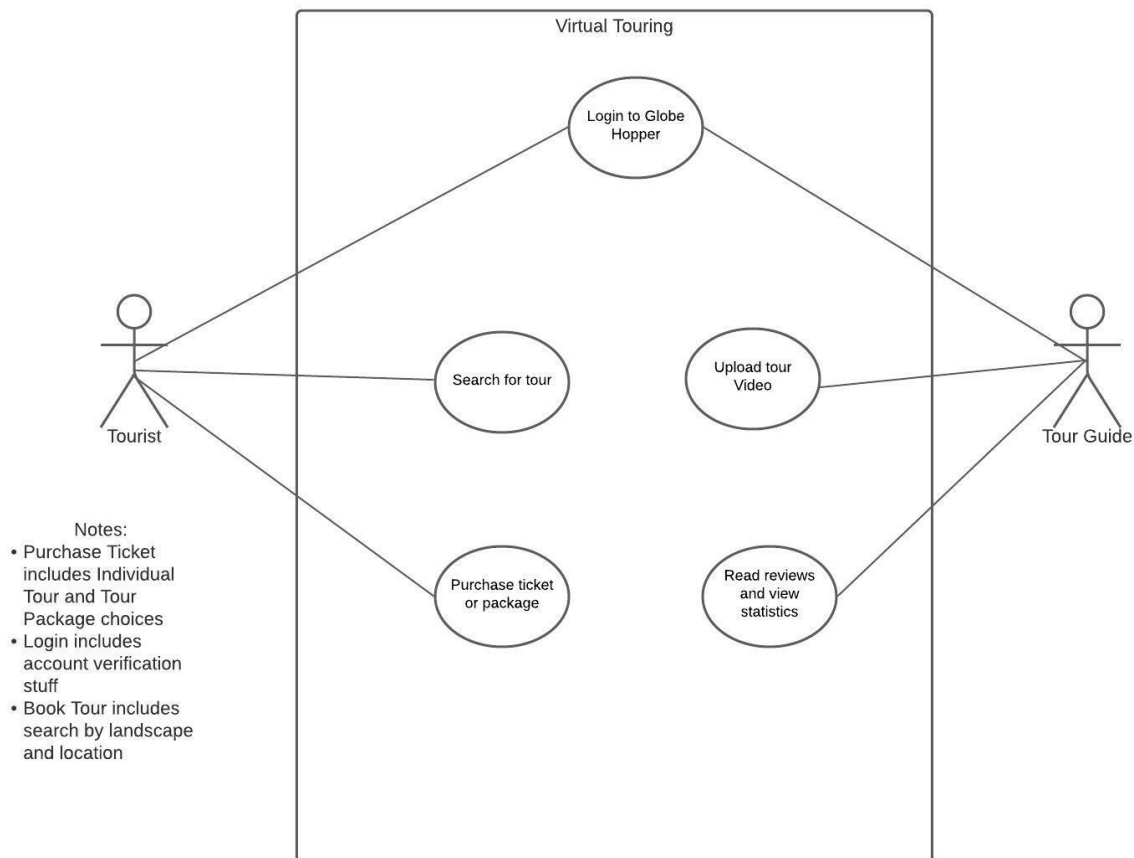 Virtual Touring
Login to Globe
Hopper
Search for tour
Upload tour
Video
Tourist
Tour Guide
Notes:
• Purchase Ticket
includes Individual
Tour and Tour
Package choices
• Login includes
account verification
stuff
• Book Tour includes
search by landscape
and location
Purchase ticket
or package
Read reviews
and view
statistics